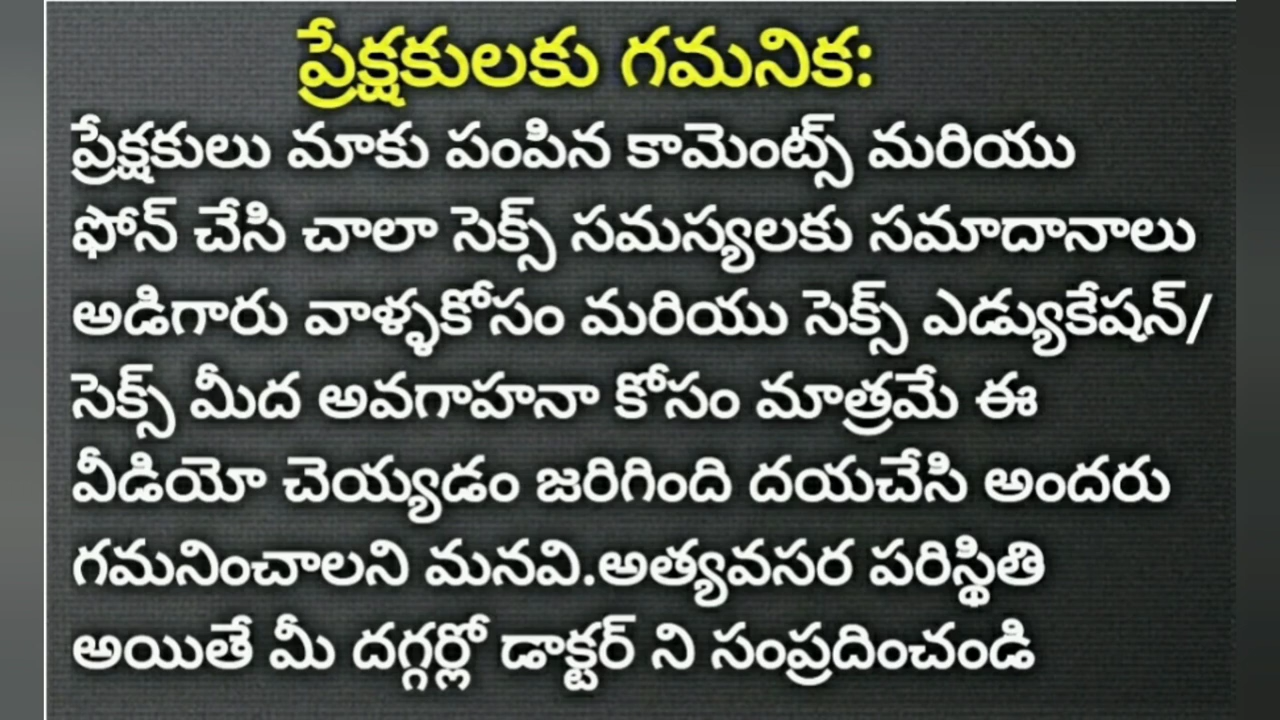 ప్రేక్షకులకు గమనిక:
ప్రేక్షకులు మాకు పంపిన కామెంట్స్ మరియు
ఫోన్ చేసి చాలా సెక్స్ సమస్యలకు సమాదానాలు
అడిగారు వాళ్ళకోసం మరియు సెక్స్ ఎడ్యుకేషన్/
సెక్స్ మీద అవగాహనా కోసం మాత్రమే ఈ
వీడియో చెయ్యడం జరిగింది దయచేసి అందరు
గమనించాలని మనవి.అత్యవసర పరిస్థితి
అయితే మీ దగ్గర్లో డాక్టర్ ని సంప్రదించండి